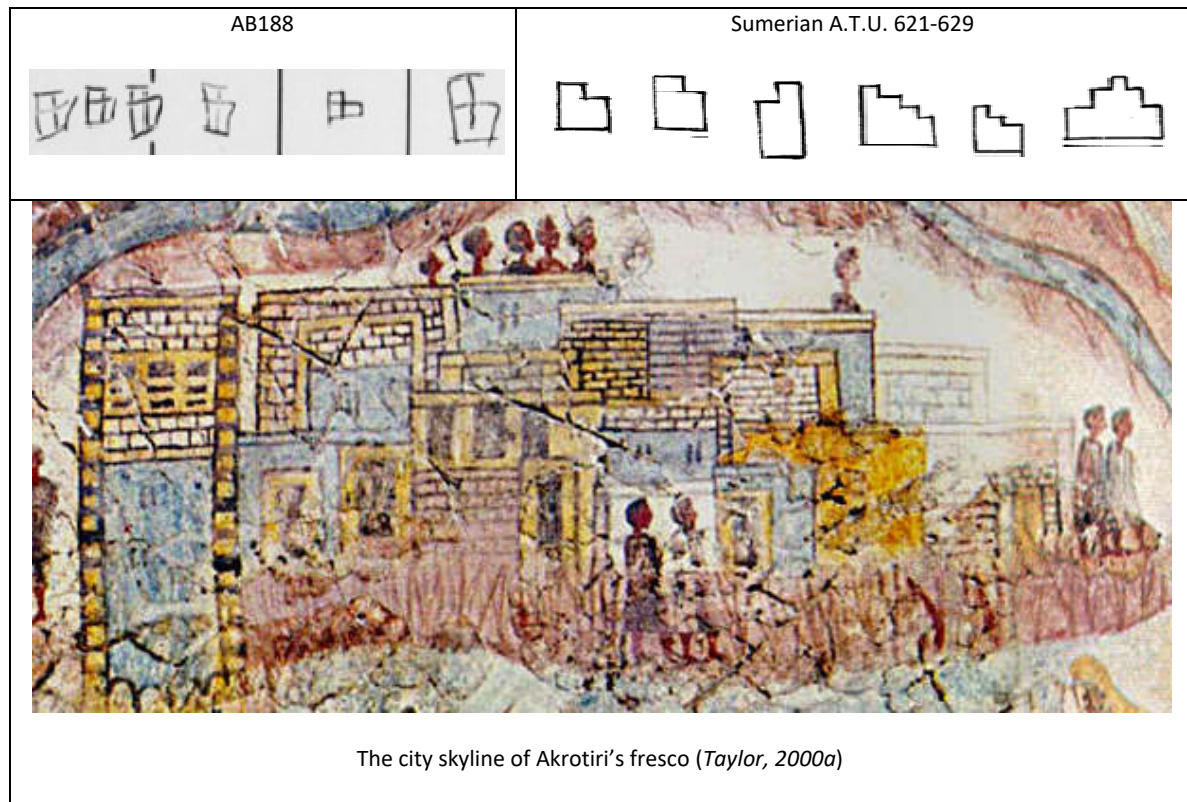 AB188
Sumerian A.T.U. 621-629
The city skyline of Akrotiri’s fresco (Taylor, 2000a)